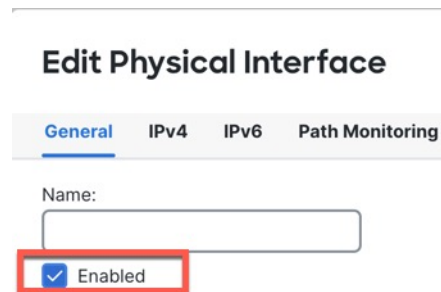 Edit Physical Interface
General IPv4 IPv6 Path Monitoring
Name:
Enabled